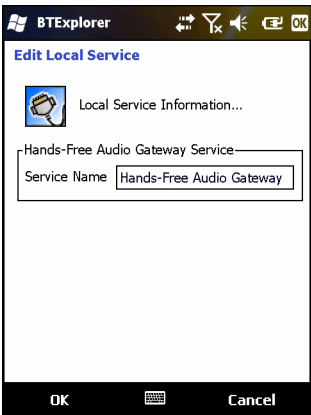 BTExplorer OK
Edit Local Service
Local Service Information...
Hands-Free Audio Gateway Service
Service Name Hands-Free Audio Gateway
OK Cancel